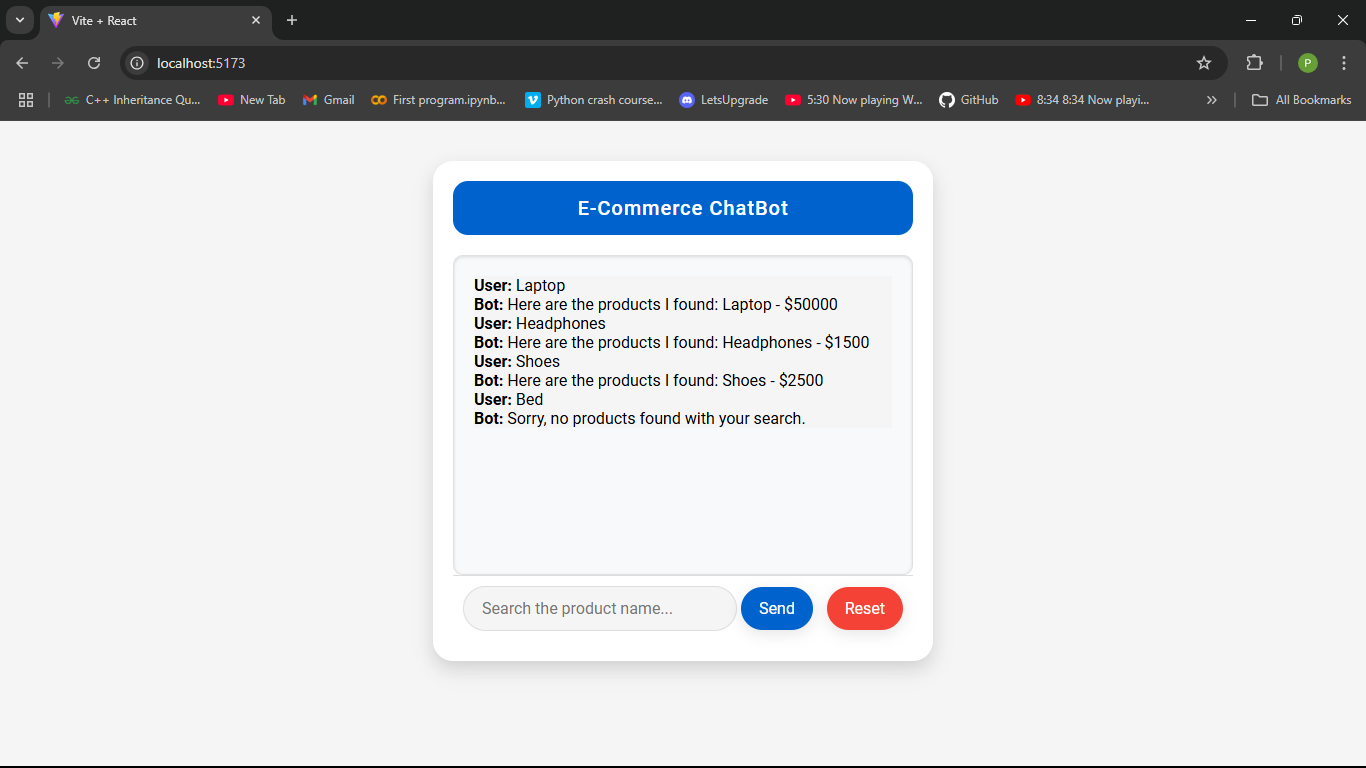 Vite + React
localhost:5173
P
C++ Inheritance Qu... New Tab Gmail First program.ipynb... Python crash course... LetsUpgrade 5:30 Now playing W... GitHub 8:34 8:34 Now playi... » All Bookmarks
E-Commerce ChatBot
User: Laptop
Bot: Here are the products I found: Laptop - $50000
User: Headphones
Bot: Here are the products I found: Headphones - $1500
User: Shoes
Bot: Here are the products I found: Shoes - $2500
User: Bed
Bot: Sorry, no products found with your search.
Search the product name... Send Reset